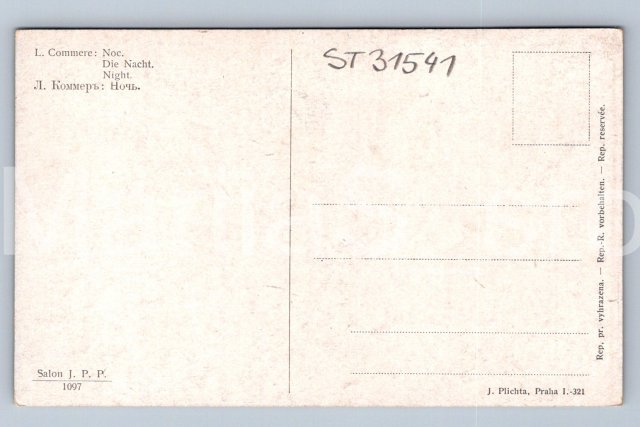 L. Commere: Noc.
Die Nacht.
Night.
Л. Коммеръ: Ночь.
ST 31541
Rep. pr. vyhrazena. — Rep.-R. vorbehalten. — Rep. reservée.
Salon J. P. P.
1097
J. Plichta, Praha I.-321